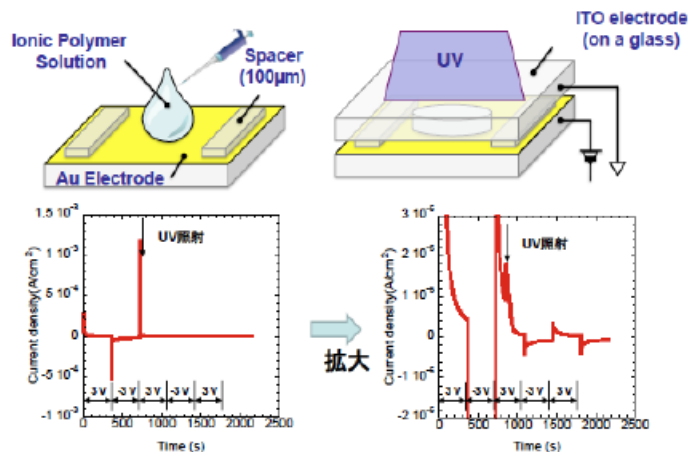 Ionic Polymer
Solution
Spacer
(100µm)
Au Electrode
UV
ITO electrode
(on a glass)
1.5 10⁻³
1 10⁻³
5 10⁻⁴
0
-5 10⁻⁴
-1 10⁻³
Current density(A/cm²)
UV照射
3 V
-3 V
3 V
-3 V
3 V
0 500 1000 1500 2000 2500
Time (s)
拡大
3 10⁻⁵
2 10⁻⁵
1 10⁻⁵
0
-1 10⁻⁵
-2 10⁻⁵
Current density(A/cm²)
UV照射
3 V
-3 V
3 V
-3 V
3 V
0 500 1000 1500 2000 2500
Time (s)